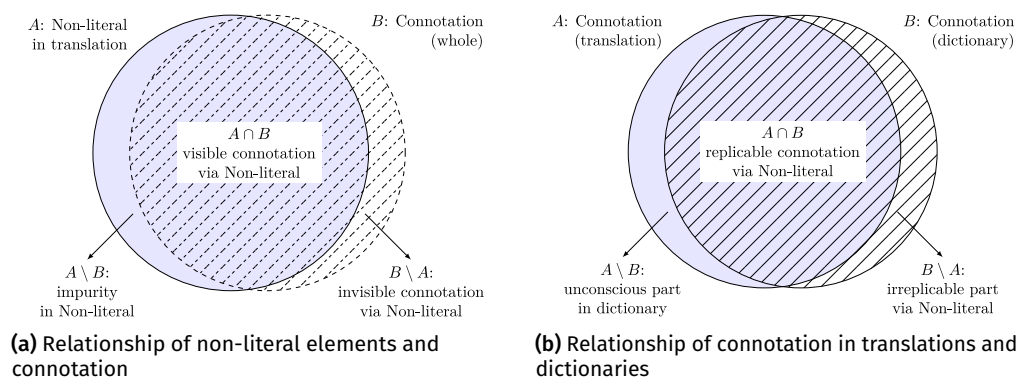 A: Non-literal
in translation
B: Connotation
(whole)
A ∩ B
visible connotation
via Non-literal
A \ B:
impurity
in Non-literal
B \ A:
invisible connotation
via Non-literal
(a) Relationship of non-literal elements and
connotation
A: Connotation
(translation)
B: Connotation
(dictionary)
A ∩ B
replicable connotation
via Non-literal
A \ B:
unconscious part
in dictionary
B \ A:
irreplicable part
via Non-literal
(b) Relationship of connotation in translations and
dictionaries